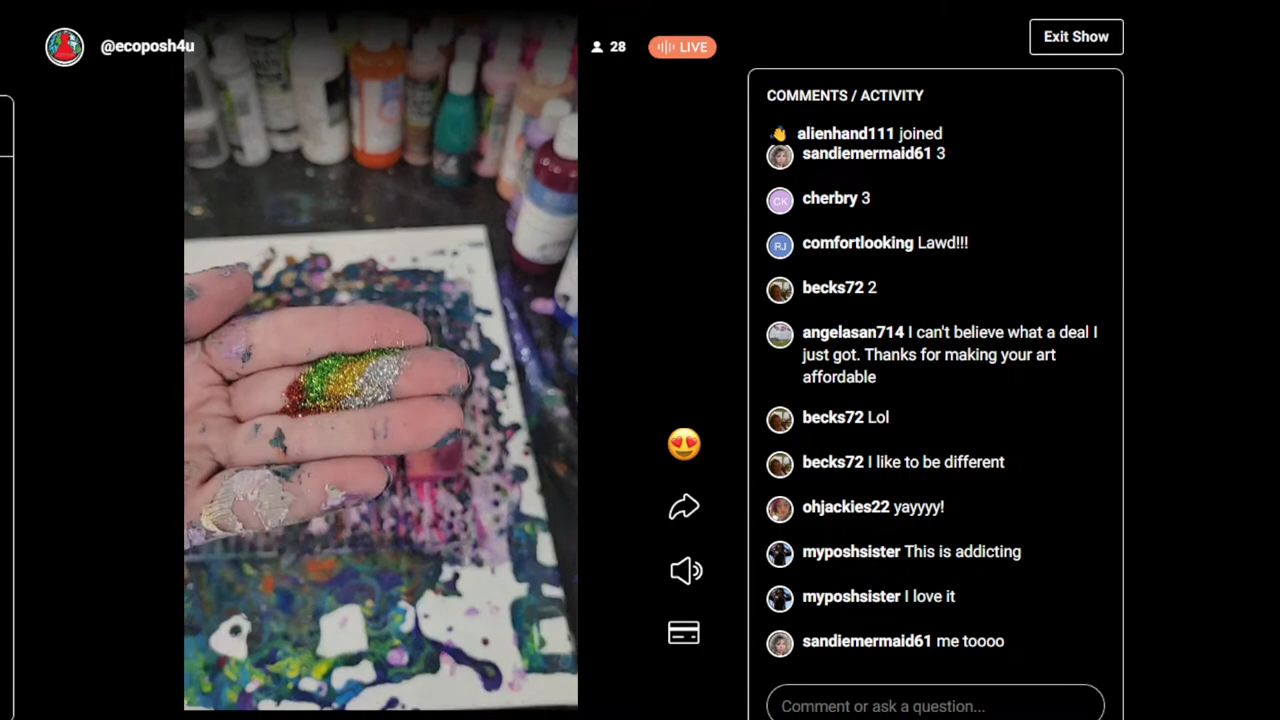 @ecoposh4u
28
LIVE
Exit Show
COMMENTS / ACTIVITY
alienhand111 joined
sandiemermaid61 3
CK
cherbry 3
RJ
comfortlooking Lawd!!!
becks72 2
angelasan714 I can't believe what a deal I
just got. Thanks for making your art
affordable
becks72 Lol
becks72 I like to be different
ohjackies22 yayyyy!
myposhsister This is addicting
myposhsister I love it
sandiemermaid61 me toooo
Comment or ask a question...